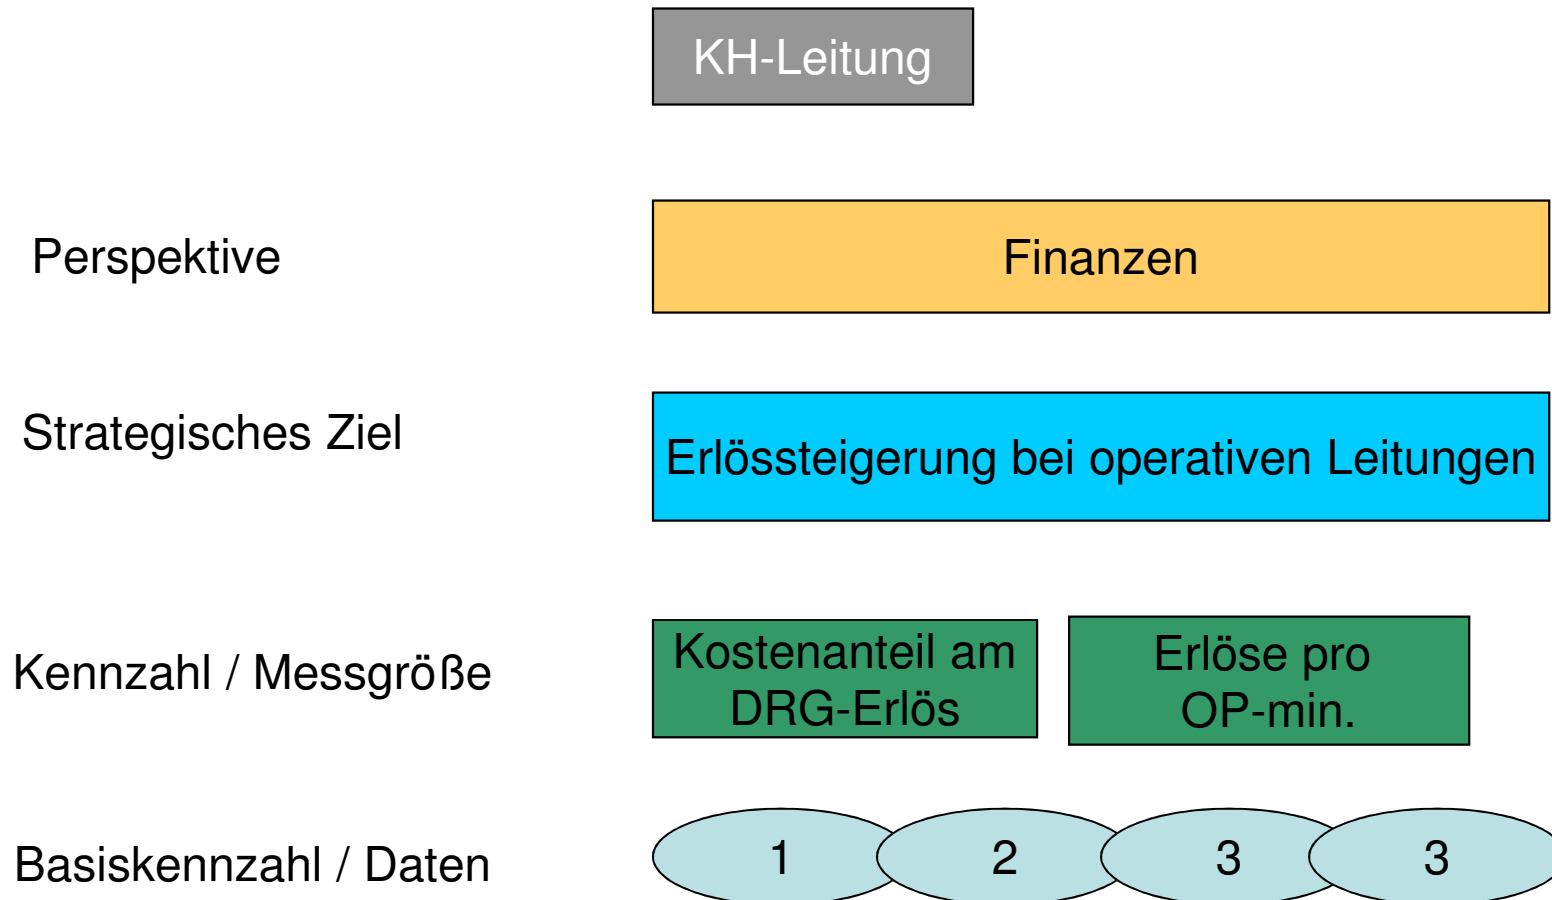 KH-Leitung
Perspektive
Finanzen
Strategisches Ziel
Erlössteigerung bei operativen Leitungen
Kennzahl / Messgröße
Kostenanteil am
DRG-Erlös
Erlöse pro
OP-min.
Basiskennzahl / Daten
1
2
3
3